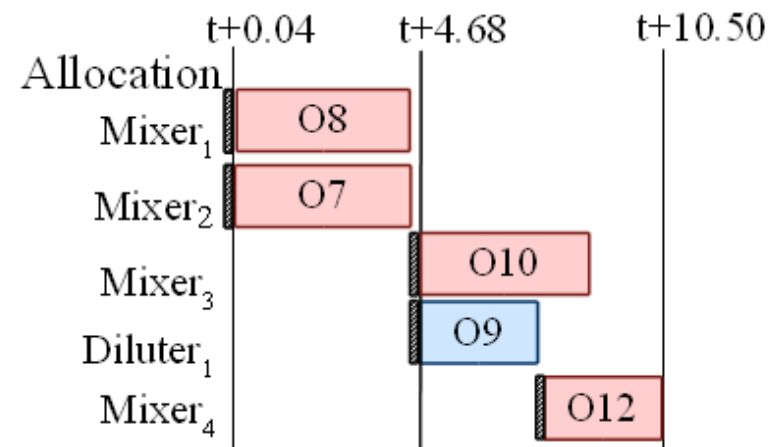 t+0.04 t+4.68 t+10.50
Allocation
Mixer₁ O8
Mixer₂ O7
Mixer₃ O10
Diluter₁ O9
Mixer₄ O12